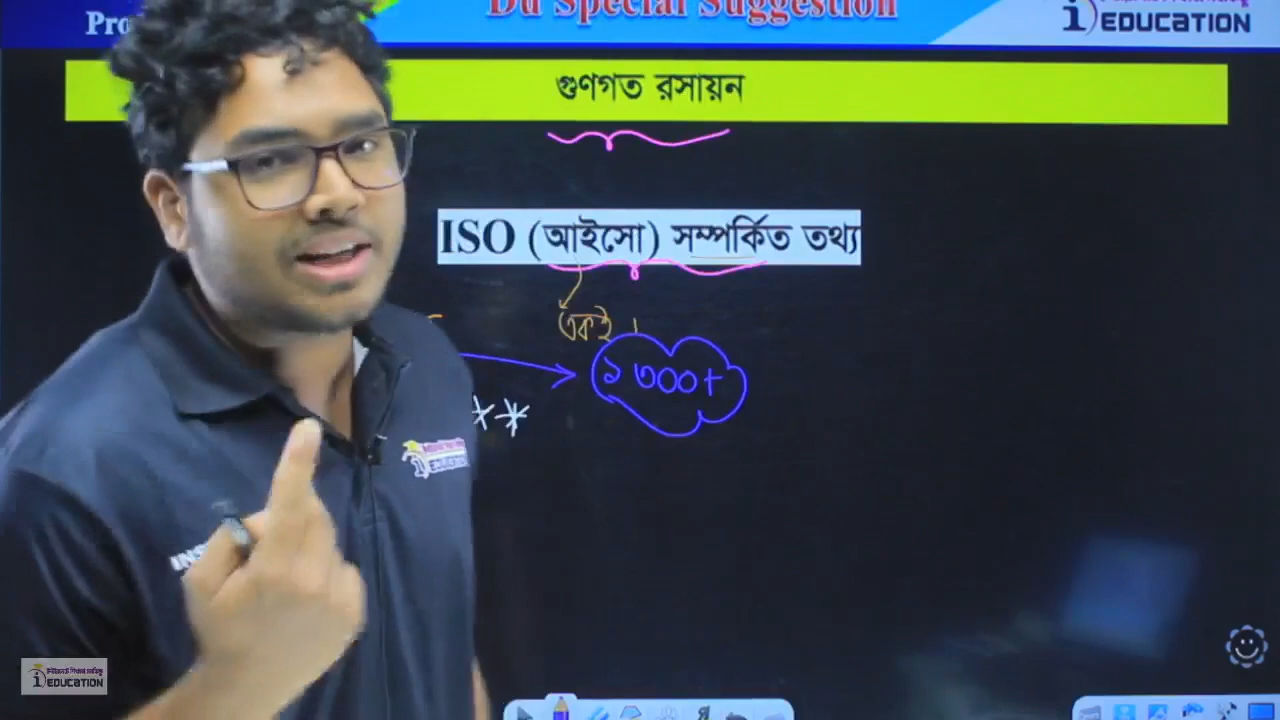 Du Special Suggestion
EDUCATION
গুণগত রসায়ন
ISO (আইসো) সম্পর্কিত তথ্য
একই
১৩০০+
**
EDUCATION